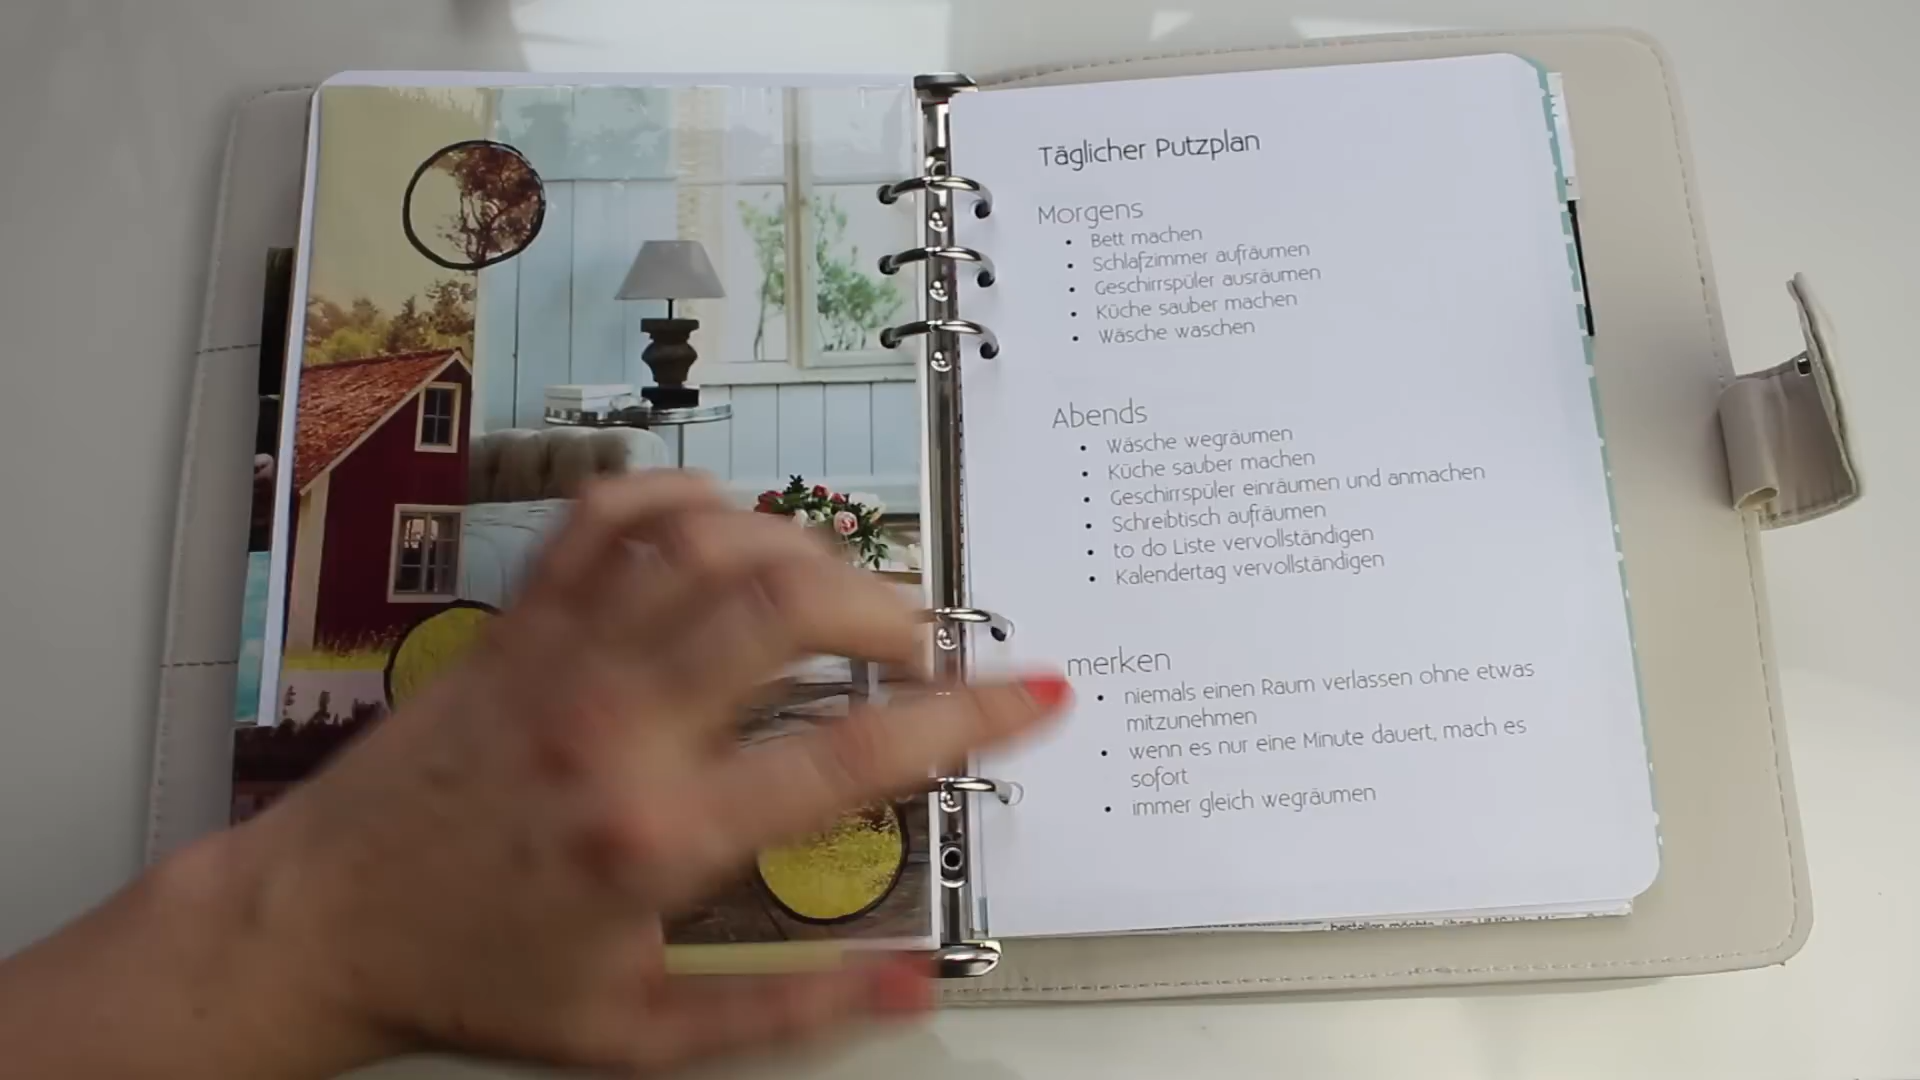 Täglicher Putzplan
Morgens
• Bett machen
• Schlafzimmer aufräumen
• Geschirrspüler ausräumen
• Küche sauber machen
• Wäsche waschen
Abends
• Wäsche wegräumen
• Küche sauber machen
• Geschirrspüler einräumen und anmachen
• Schreibtisch aufräumen
• to do Liste vervollständigen
• Kalendertag vervollständigen
merken
• niemals einen Raum verlassen ohne etwas
mitzunehmen
• wenn es nur eine Minute dauert, mach es
sofort
• immer gleich wegräumen